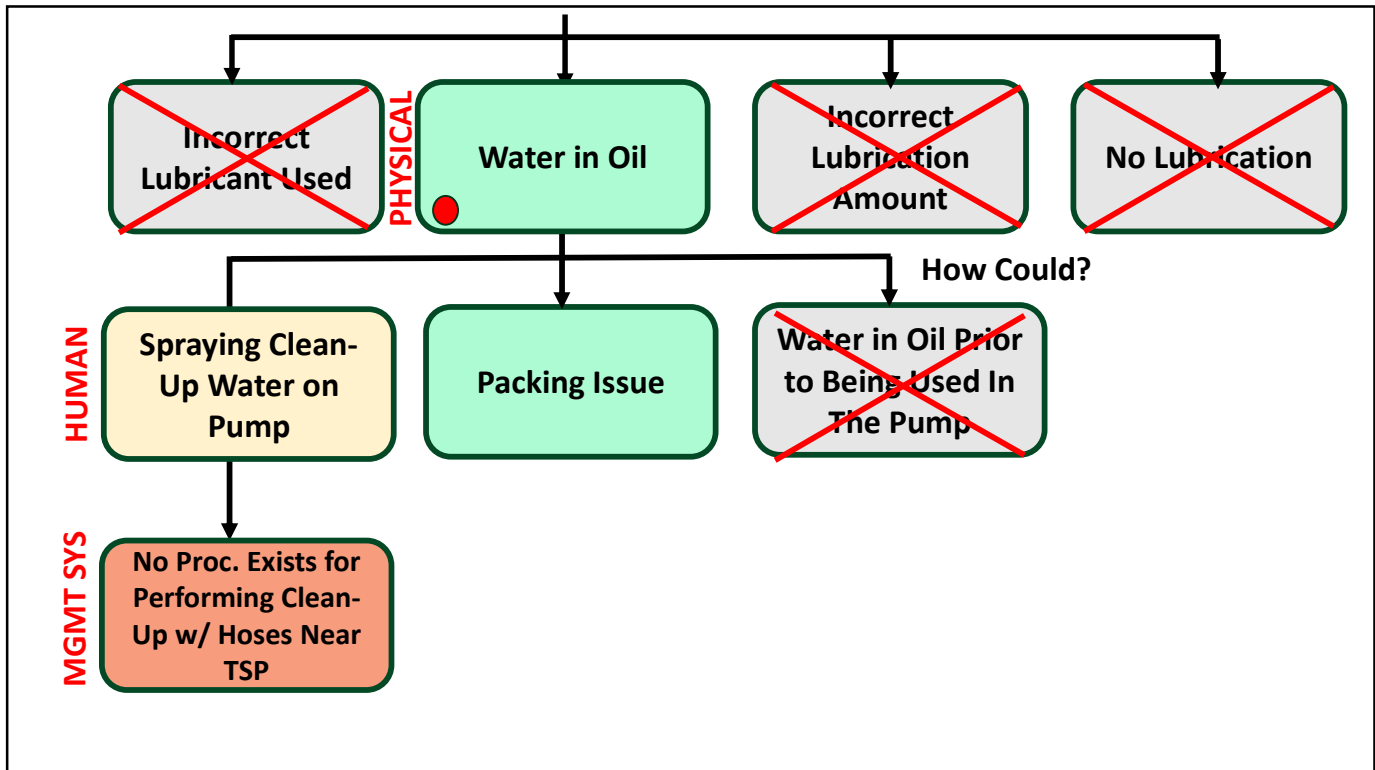 Incorrect
Lubricant Used
PHYSICAL
Water in Oil
Incorrect
Lubrication
Amount
No Lubrication
How Could?
HUMAN
Spraying Clean-
Up Water on
Pump
Packing Issue
Water in Oil Prior
to Being Used In
The Pump
MGMT SYS
No Proc. Exists for
Performing Clean-
Up w/ Hoses Near
TSP